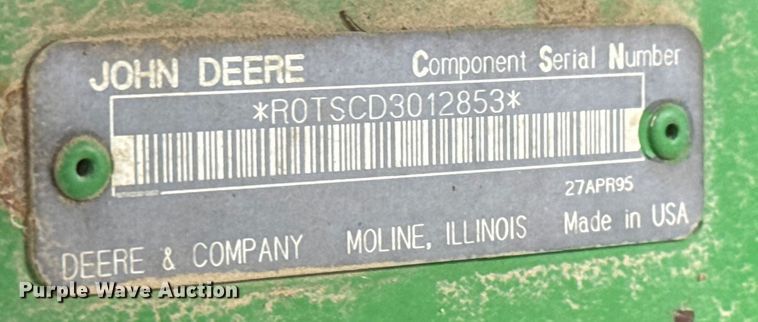 JOHN DEERE Component Serial Number
*R0TSCD3012853*
27APR95
DEERE & COMPANY MOLINE, ILLINOIS Made in USA
Purple Wave Auction